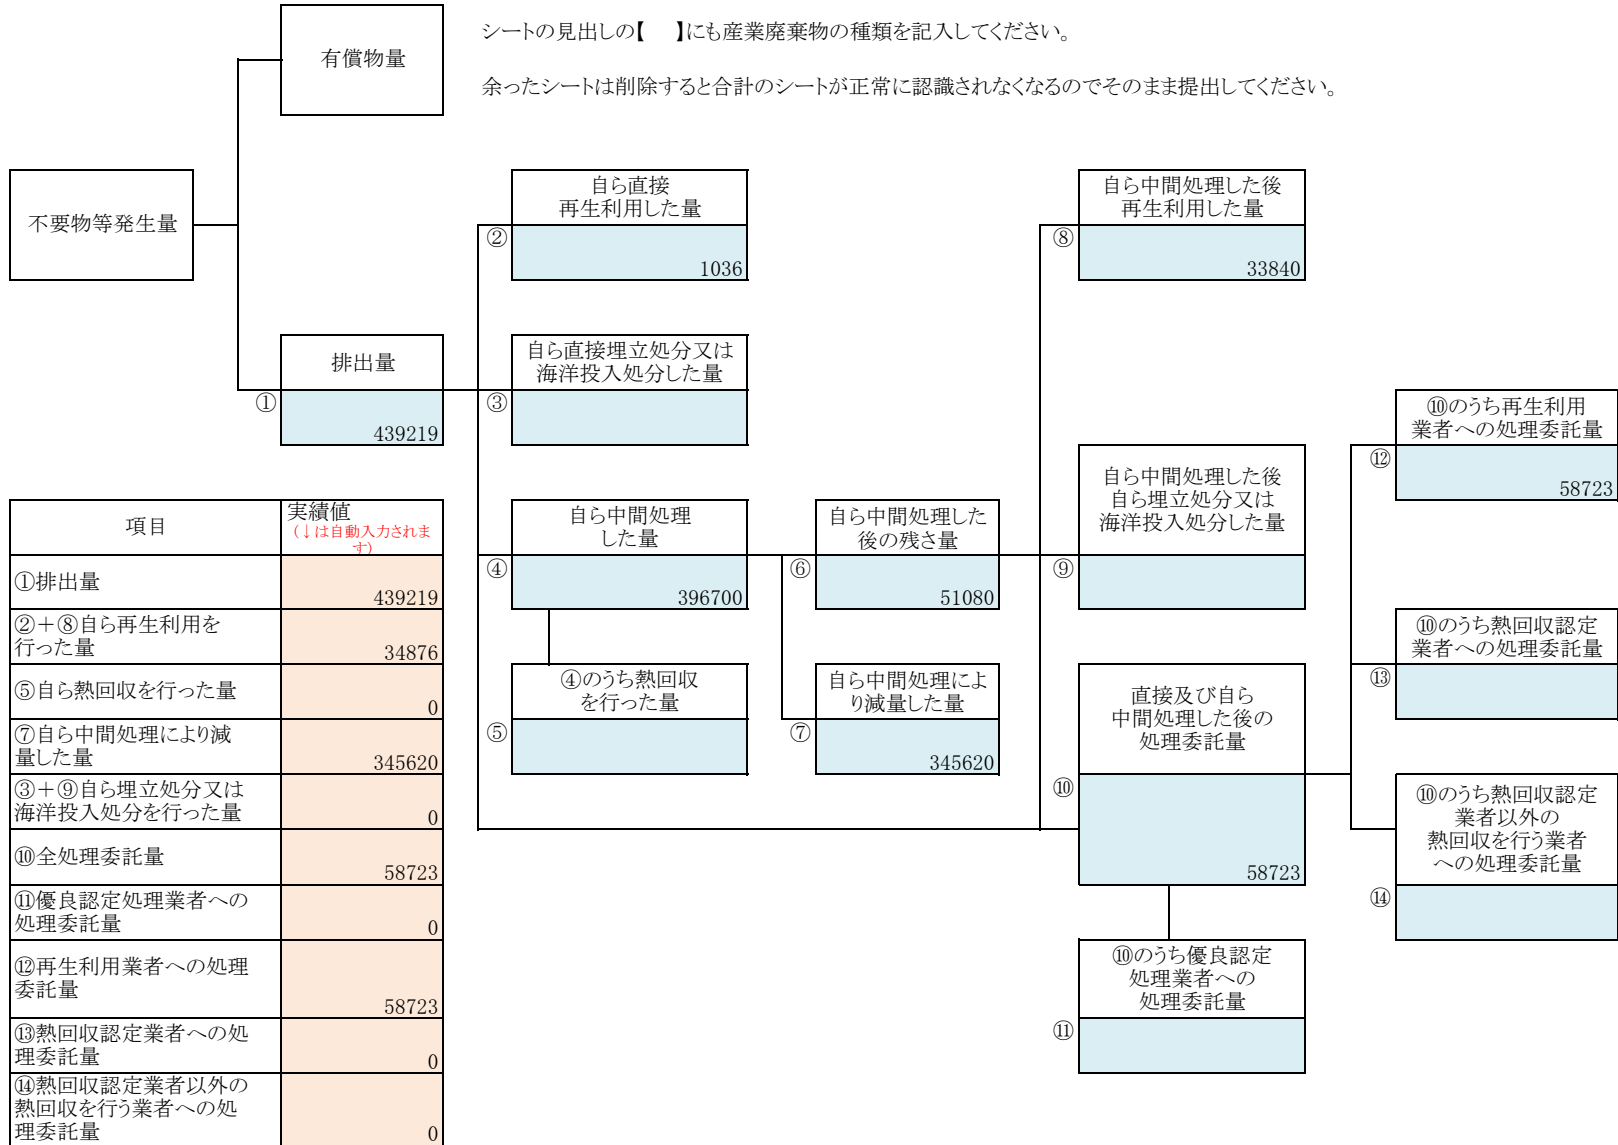 シートの見出しの【　】にも産業廃棄物の種類を記入してください。
有償物量
余ったシートは削除すると合計のシートが正常に認識されなくなるのでそのまま提出してください。
不要物等発生量
自ら直接
再生利用した量
②
1036
自ら中間処理した後
再生利用した量
⑧
33840
排出量
①
439219
自ら直接埋立処分又は
海洋投入処分した量
③
⑩のうち再生利用
業者への処理委託量
⑫
58723
自ら中間処理
した量
④
396700
自ら中間処理した
後の残さ量
⑥
51080
自ら中間処理した後
自ら埋立処分又は
海洋投入処分した量
⑨
⑩のうち熱回収認定
業者への処理委託量
⑬
④のうち熱回収
を行った量
⑤
自ら中間処理によ
り減量した量
⑦
345620
直接及び自ら
中間処理した後の
処理委託量
⑩
58723
⑩のうち熱回収認定
業者以外の
熱回収を行う業者
への処理委託量
⑭
⑩のうち優良認定
処理業者への
処理委託量
⑪
項目
実績値
（↓は自動入力されま
す）
①排出量
439219
②＋⑧自ら再生利用を
行った量
34876
⑤自ら熱回収を行った量
0
⑦自ら中間処理により減
量した量
345620
③＋⑨自ら埋立処分又は
海洋投入処分を行った量
0
⑩全処理委託量
58723
⑪優良認定処理業者への
処理委託量
0
⑫再生利用業者への処理
委託量
58723
⑬熱回収認定業者への処
理委託量
0
⑭熱回収認定業者以外の
熱回収を行う業者への処
理委託量
0